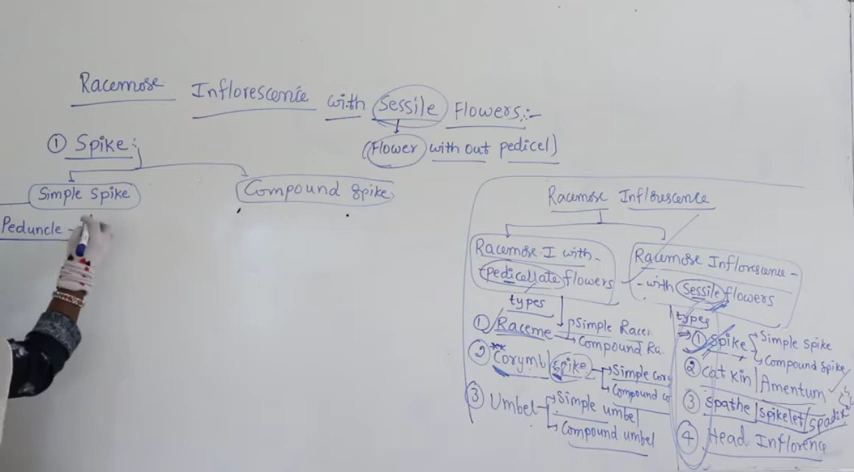 Racemose Inflorescence with Sessile Flowers:-
(Flower with out pedicel)
① Spike:
Simple Spike
Compound Spike
Peduncle -
Racemose Inflorescence
Racemose I with-
pedicellate flowers
types
① Raceme
Simple Racer
Compound Ra.
② Corymb | Spike
Simple cor
Compound co
③ Umbel
Simple umbel
Compound umbel
Racemose Inflorescence-
-with Sessile flowers
types
① Spike
Simple Spike
Compound Spike
② Cat kin | Amentum
③ Spathe | Spikelet |
④ Head Inflorence